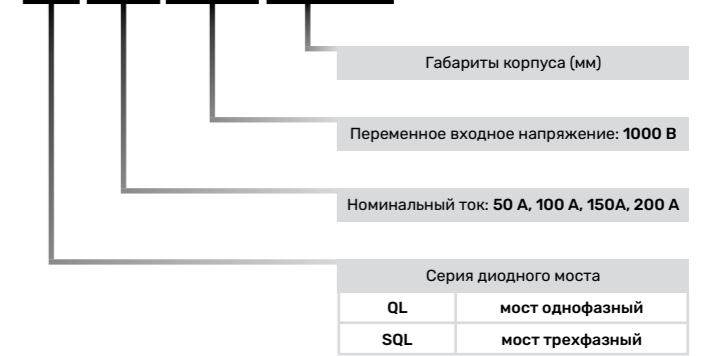 Габариты корпуса (мм)
Переменное входное напряжение: 1000 В
Номинальный ток: 50 А, 100 А, 150А, 200 А
Серия диодного моста
QL мост однофазный
SQL мост трехфазный